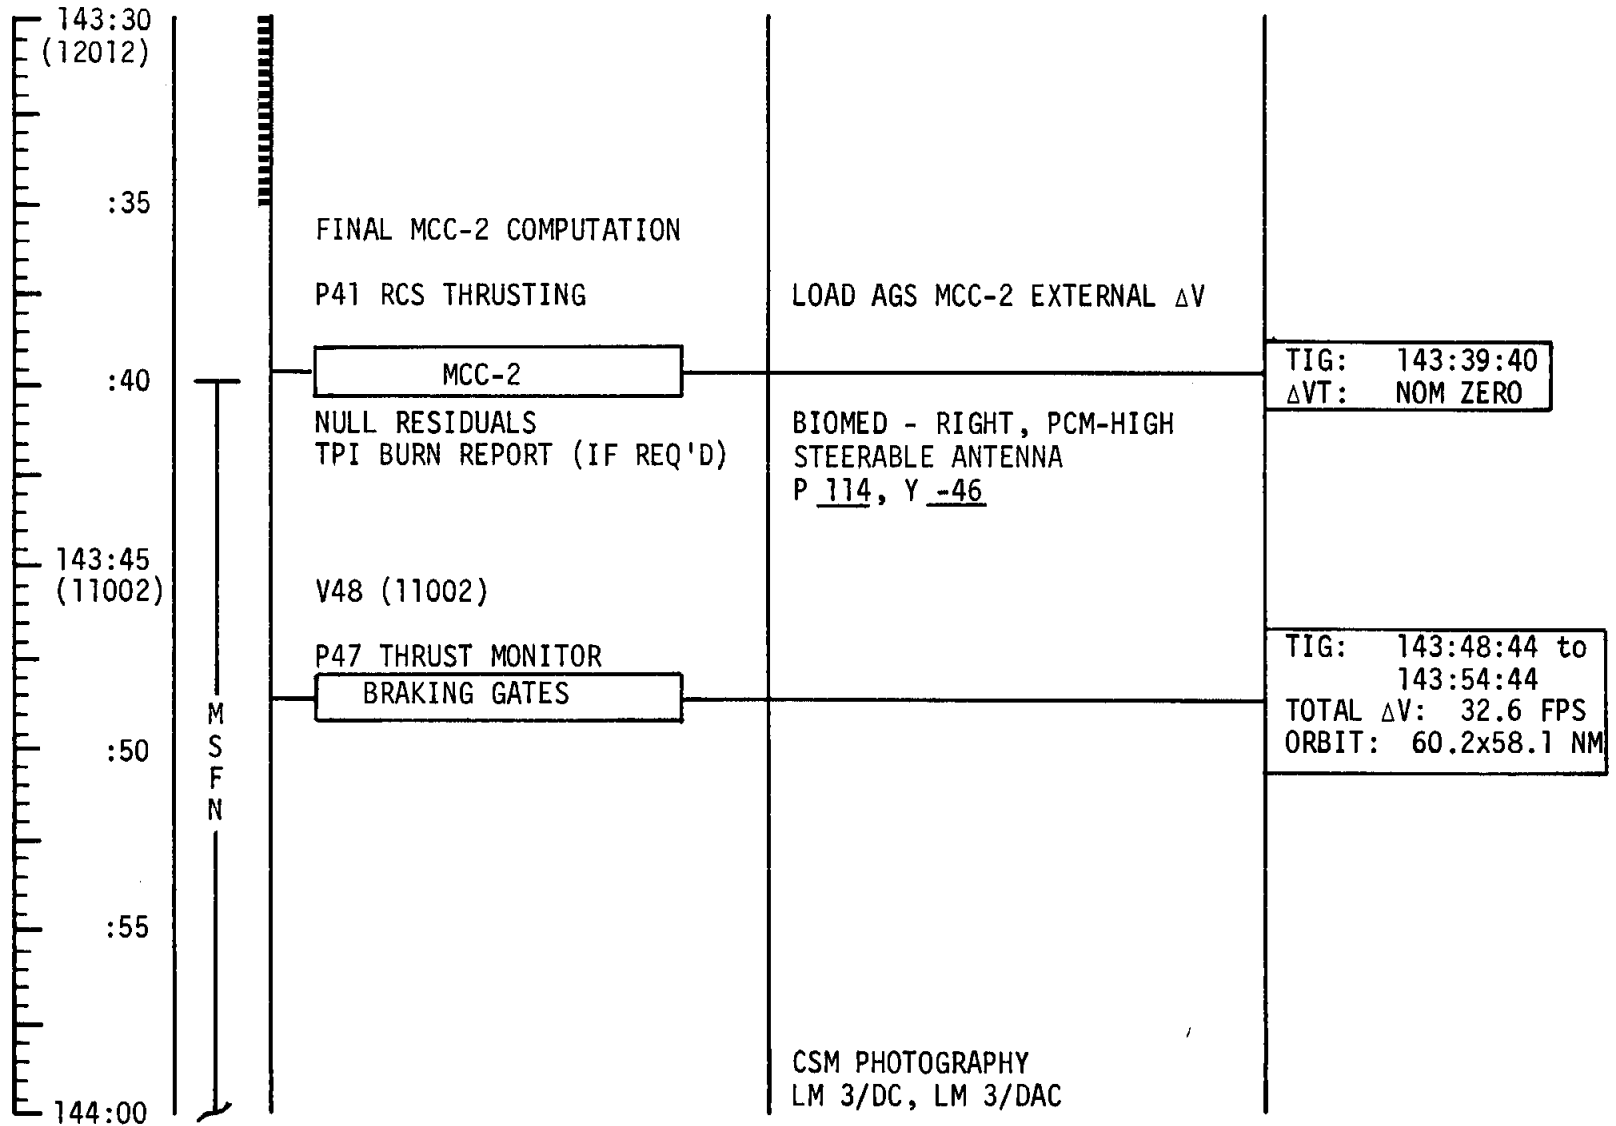 143:30
(12012)
:35
FINAL MCC-2 COMPUTATION
P41 RCS THRUSTING
LOAD AGS MCC-2 EXTERNAL ΔV
:40
MCC-2
TIG: 143:39:40
ΔVT: NOM ZERO
NULL RESIDUALS
TPI BURN REPORT (IF REQ'D)
BIOMED - RIGHT, PCM-HIGH
STEERABLE ANTENNA
P 114, Y -46
143:45
(11002)
V48 (11002)
P47 THRUST MONITOR
BRAKING GATES
TIG: 143:48:44 to
143:54:44
TOTAL ΔV: 32.6 FPS
ORBIT: 60.2x58.1 NM
MSFN
:50
:55
CSM PHOTOGRAPHY
LM 3/DC, LM 3/DAC
144:00